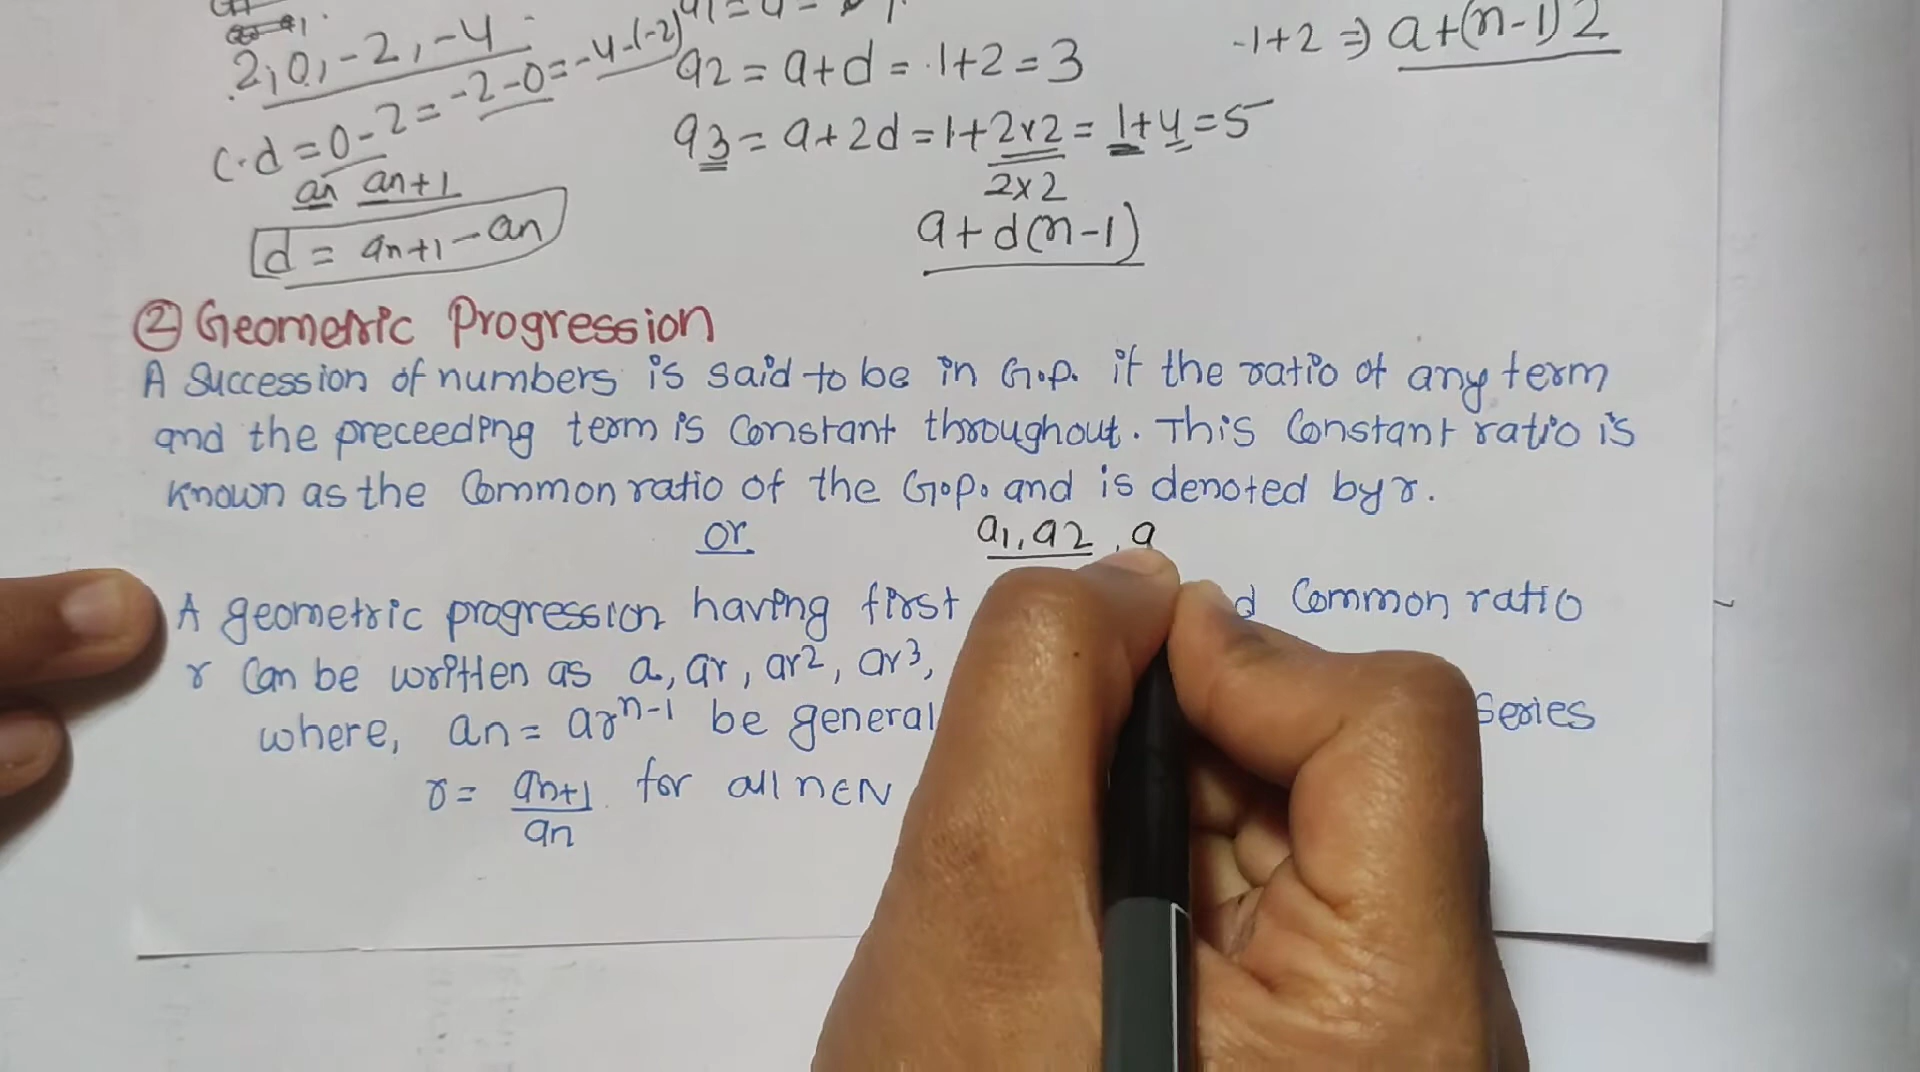 2, 0, -2, -4
a2 = a+d = 1+2 = 3
-1+2 ⇒ a+(n-1)2
c.d = 0-2 = -2-0 = -4-(-2)
a3 = a+2d = 1+2×2 = 1+4 = 5
an an+1
2×2
d = an+1 - an
a+d(n-1)
② Geometric Progression
A Succession of numbers is said to be in G.P. if the ratio of any term
and the preceeding term is Constant throughout. This Constant ratio is
known as the Common ratio of the G.P. and is denoted by r.
or
a1, a2, a
A geometric progression having first d Common ratio
r Can be written as a, ar, ar², ar³,
where, an = ar^n-1 be general Series
r = an+1 for all n∈N
an